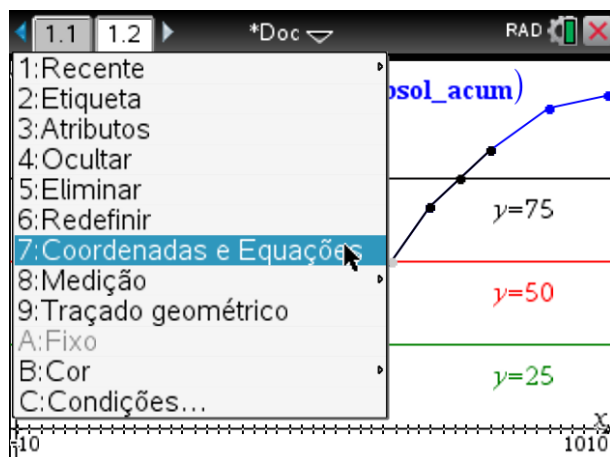 1.1 1.2 *Doc RAD
1:Recente
2:Etiqueta
3:Atributos
4:Ocultar
5:Eliminar
6:Redefinir
7:Coordenadas e Equações
8:Medição
9:Traçado geométrico
A:Fixo
B:Cor
C:Condições...
bsol_acum)
y=75
y=50
y=25
x
10 1010